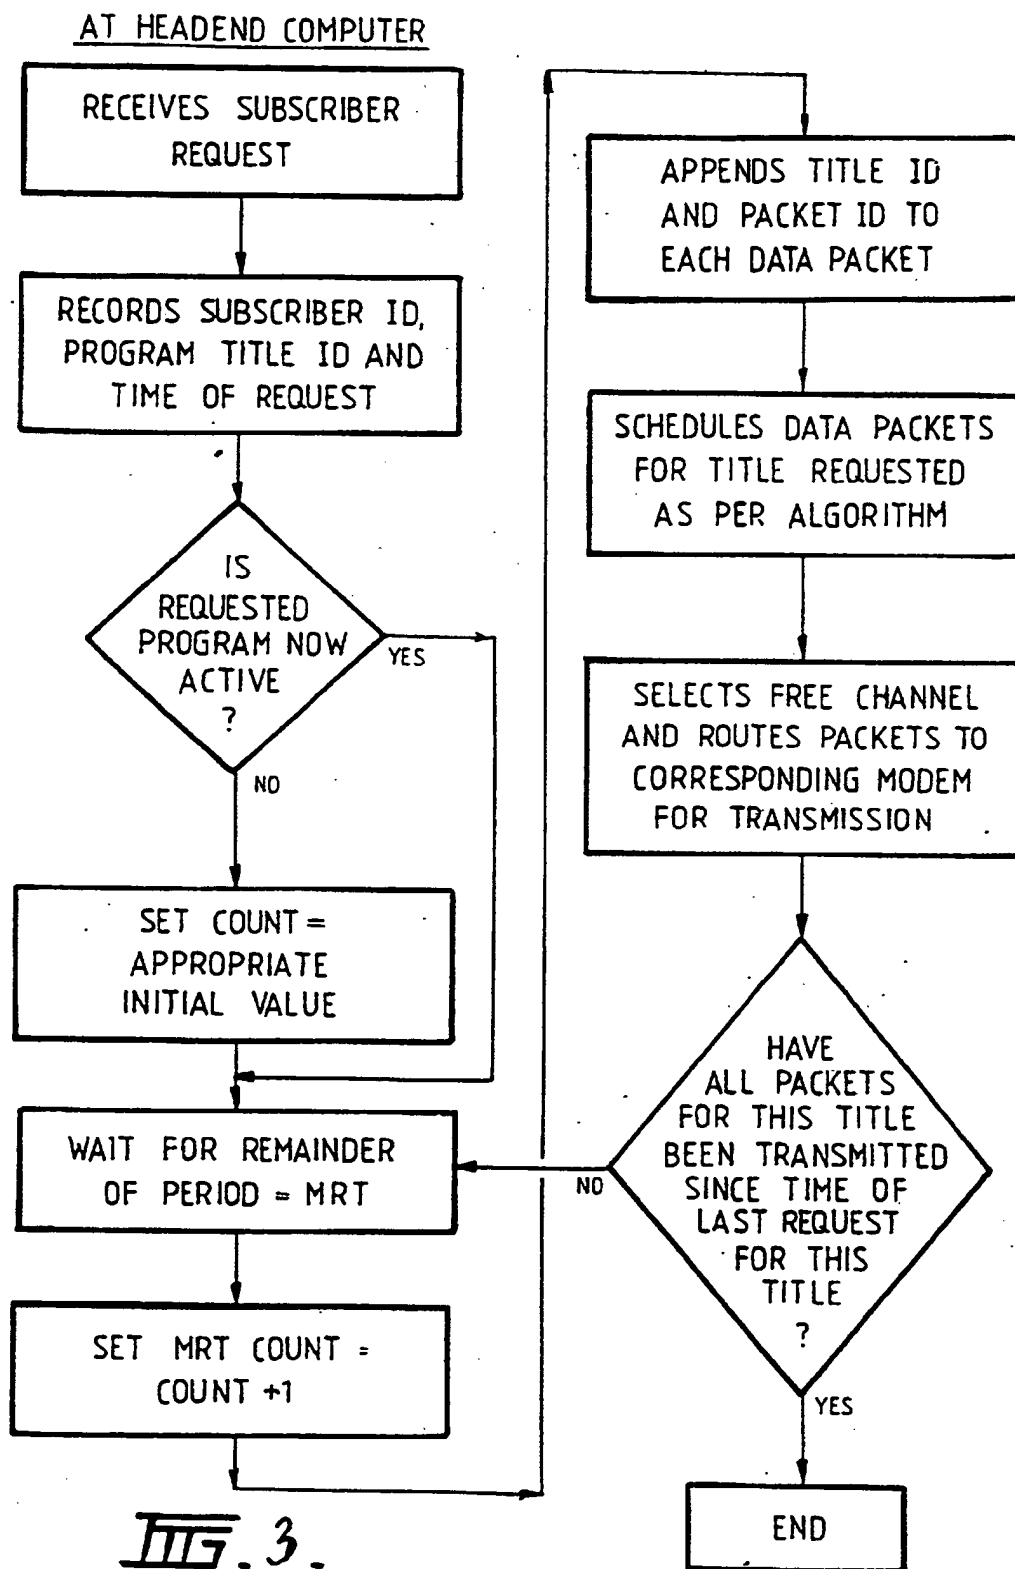 AT HEADEND COMPUTER
RECEIVES SUBSCRIBER
REQUEST
RECORDS SUBSCRIBER ID,
PROGRAM TITLE ID AND
TIME OF REQUEST
IS
REQUESTED
PROGRAM NOW
ACTIVE
?
YES
NO
SET COUNT =
APPROPRIATE
INITIAL VALUE
WAIT FOR REMAINDER
OF PERIOD = MRT
SET MRT COUNT =
COUNT +1
APPENDS TITLE ID
AND PACKET ID TO
EACH DATA PACKET
SCHEDULES DATA PACKETS
FOR TITLE REQUESTED
AS PER ALGORITHM
SELECTS FREE CHANNEL
AND ROUTES PACKETS TO
CORRESPONDING MODEM
FOR TRANSMISSION
HAVE
ALL PACKETS
FOR THIS TITLE
BEEN TRANSMITTED
SINCE TIME OF
LAST REQUEST
FOR THIS
TITLE
?
NO
YES
END
FIG. 3.